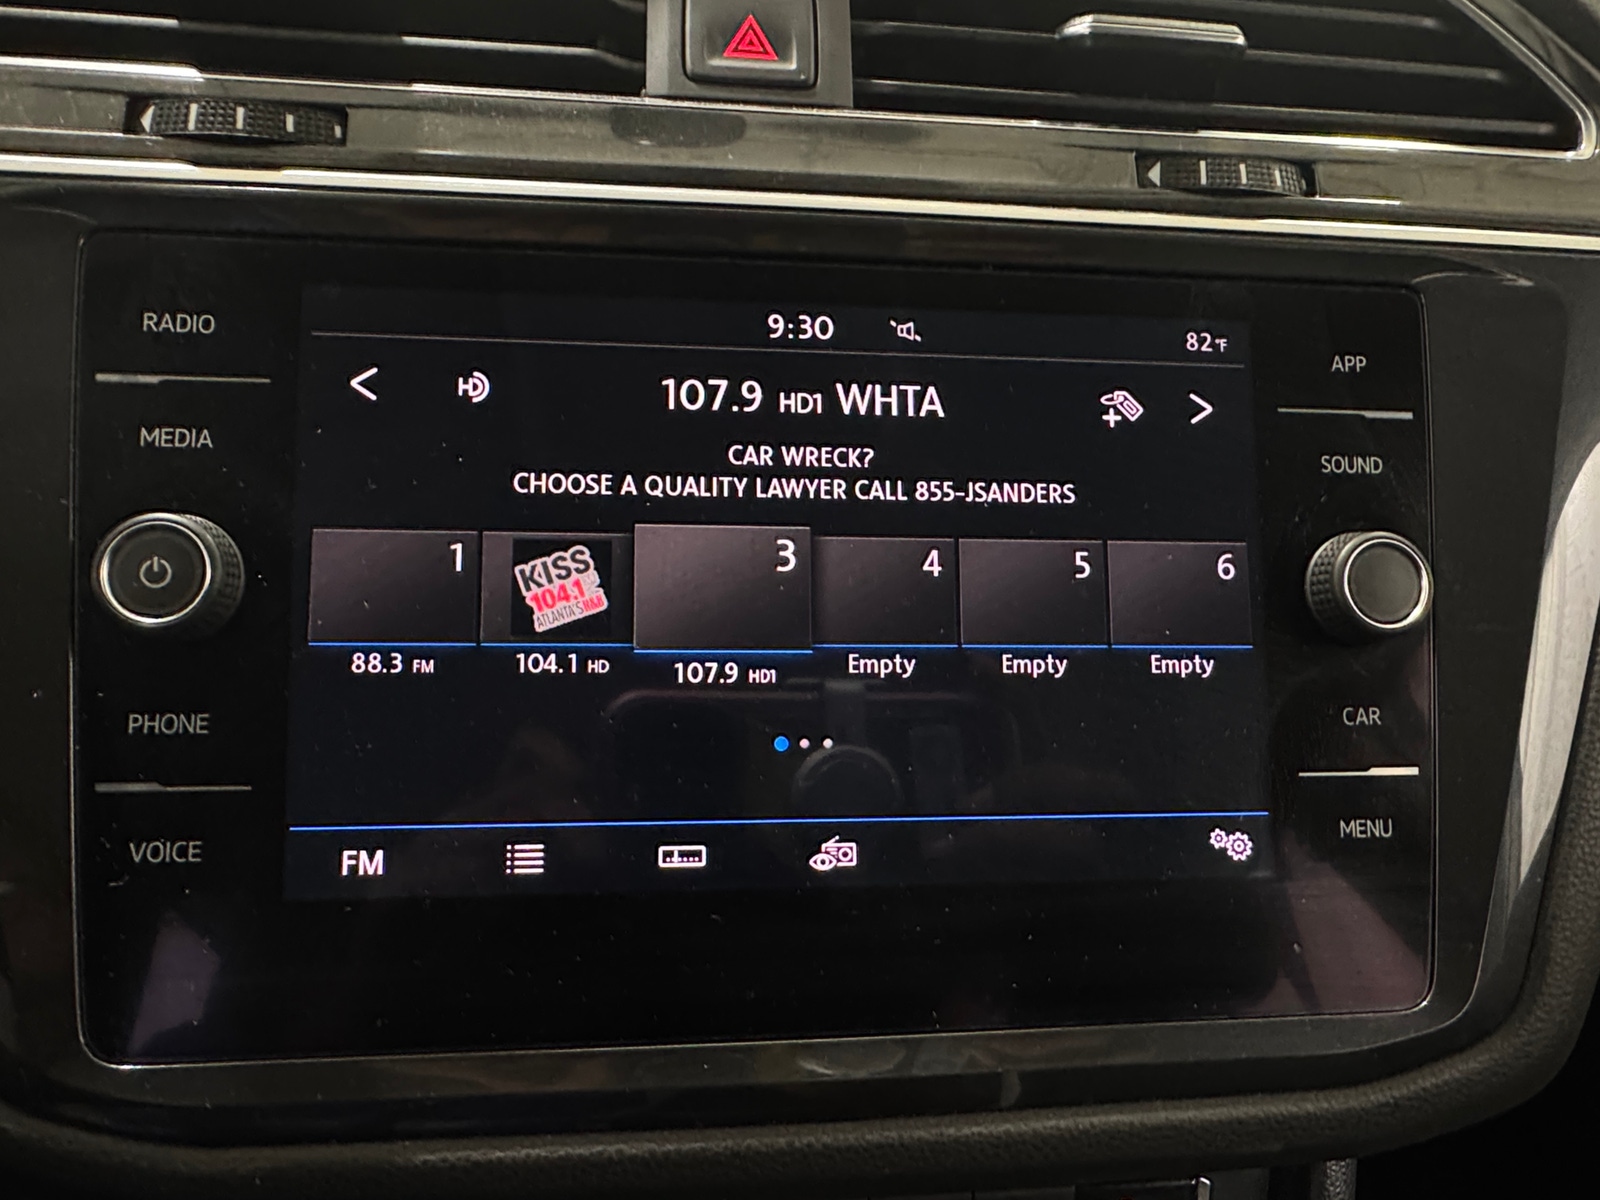 RADIO
MEDIA
PHONE
VOICE
9:30
82°F
< HD 107.9 HD1 WHTA >
CAR WRECK?
CHOOSE A QUALITY LAWYER CALL 855-JSANDERS
1 3 4 5 6
KISS
104.1
ATLANTA'S R&B
88.3 FM 104.1 HD 107.9 HD1 Empty Empty Empty
FM
APP
SOUND
CAR
MENU